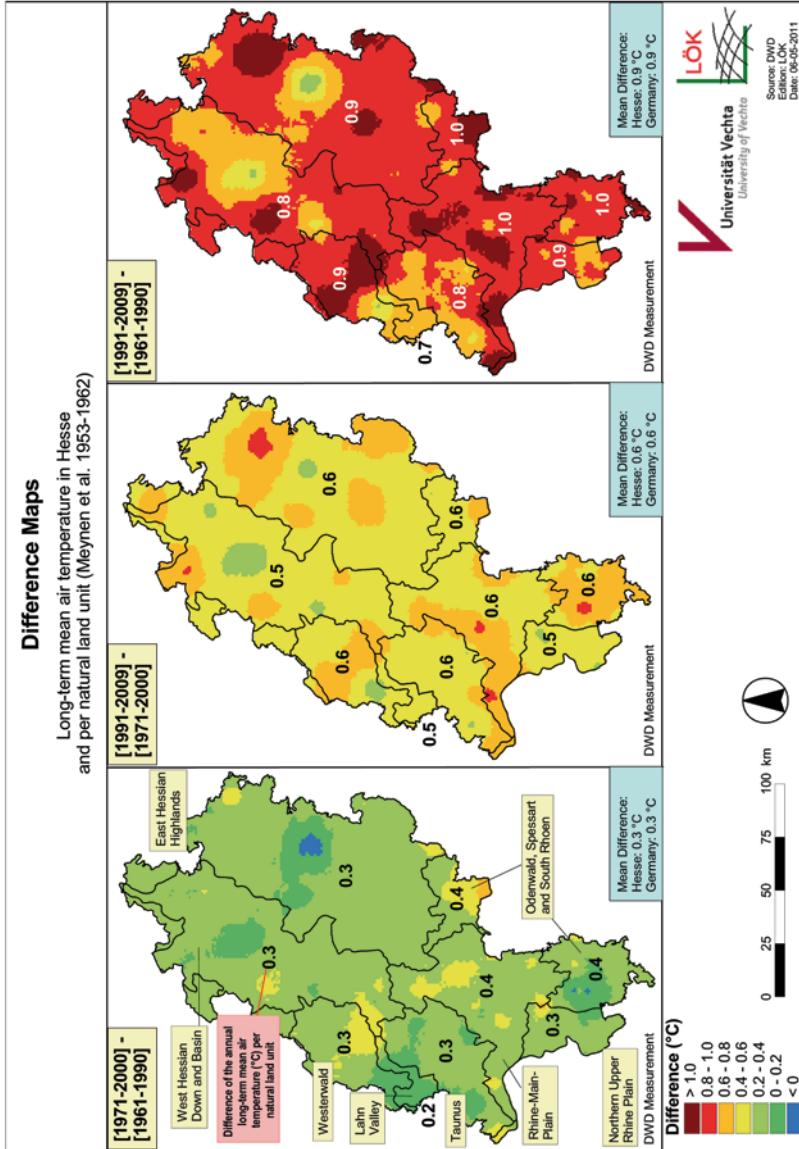 Difference Maps
Long-term mean air temperature in Hesse
and per natural land unit (Meynen et al. 1953-1962)
[1971-2000] -
[1961-1990]
West Hessian
Down and Basin
East Hessian
Highlands
Difference of the annual
long-term mean air
temperature (°C) per
natural land unit
Westerwald
Lahn
Valley
Taunus
Rhine-Main-
Plain
Northern Upper
Rhine Plain
Odenwald, Spessart
and South Rhoen
0.3
0.3
0.3
0.2
0.3
0.4
0.4
0.3
0.4
DWD Measurement
Mean Difference:
Hesse: 0.3 °C
Germany: 0.3 °C
[1991-2009] -
[1971-2000]
0.5
0.6
0.6
0.5
0.6
0.6
0.6
0.5
0.6
DWD Measurement
Mean Difference:
Hesse: 0.6 °C
Germany: 0.6 °C
[1991-2009] -
[1961-1990]
0.8
0.9
0.9
0.7
0.8
1.0
1.0
0.9
1.0
DWD Measurement
Mean Difference:
Hesse: 0.9 °C
Germany: 0.9 °C
Difference (°C)
> 1.0
0.8 - 1.0
0.6 - 0.8
0.4 - 0.6
0.2 - 0.4
0 - 0.2
< 0
0 25 50 75 100 km
Universität Vechta
University of Vechta
LÖK
Source: DWD
Edition: LÖK
Date: 06-05-2011